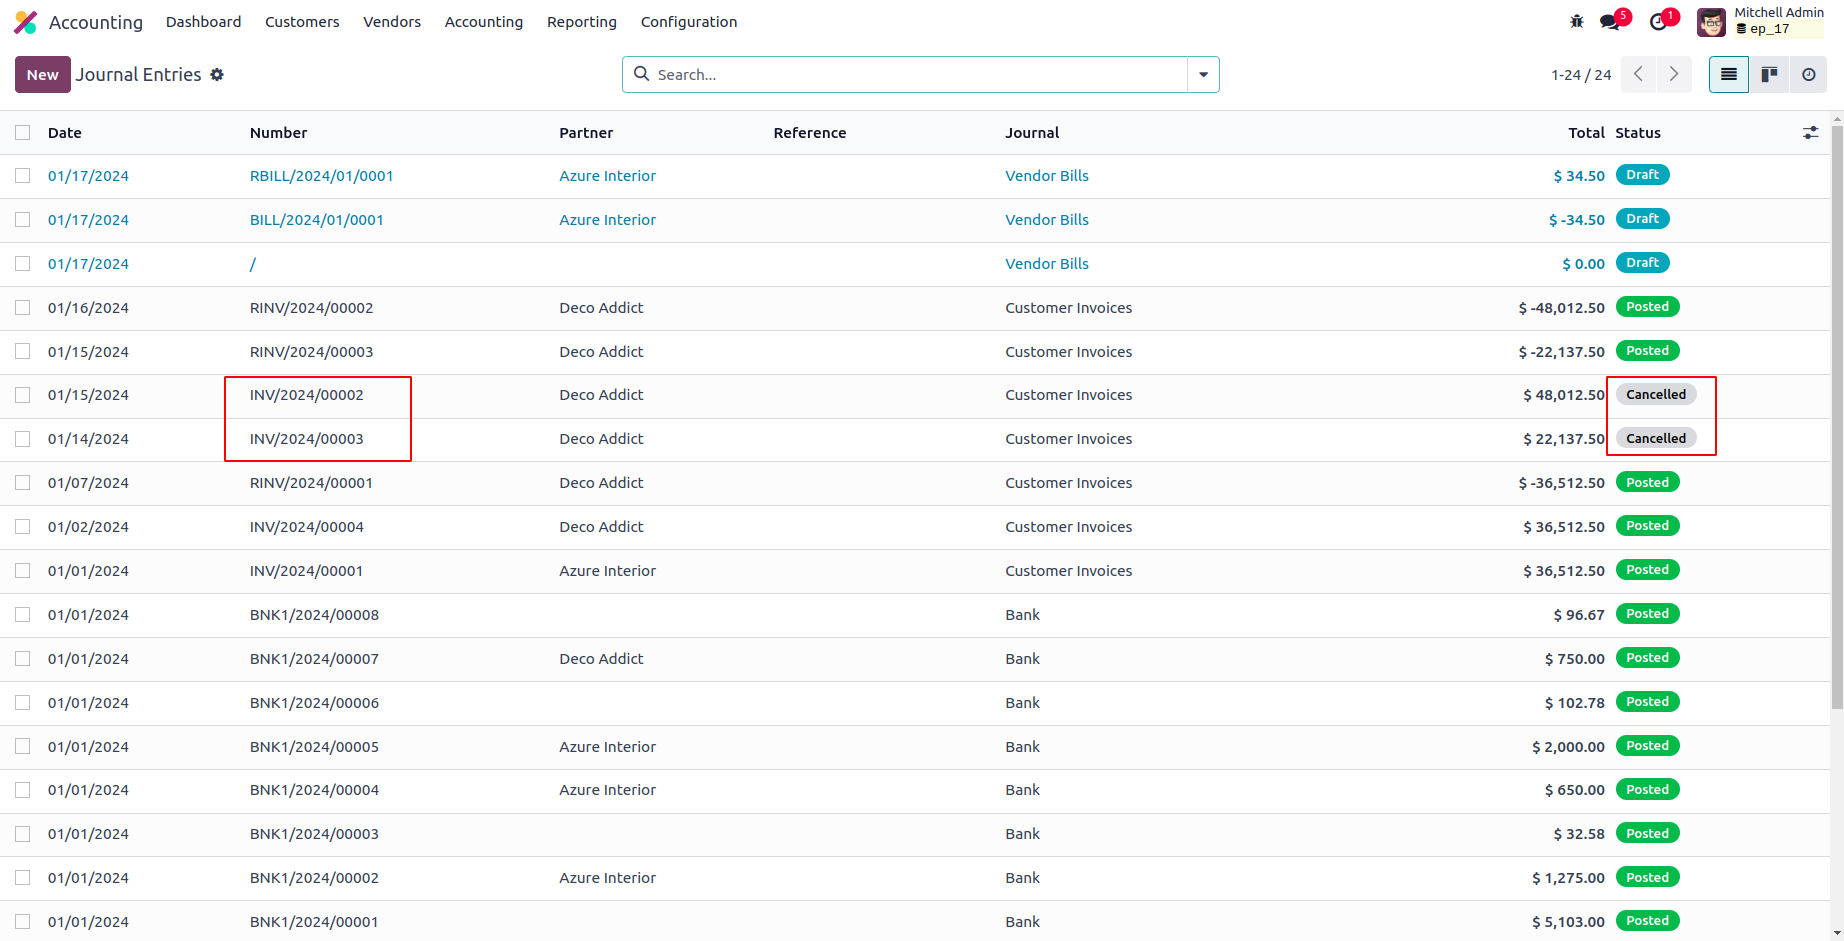 Accounting Dashboard Customers Vendors Accounting Reporting Configuration 5 1 Mitchell Admin
ep_17
New Journal Entries Search... 1-24 / 24
Date Number Partner Reference Journal Total Status
01/17/2024 RBILL/2024/01/0001 Azure Interior Vendor Bills $ 34.50 Draft
01/17/2024 BILL/2024/01/0001 Azure Interior Vendor Bills $ -34.50 Draft
01/17/2024 / Vendor Bills $ 0.00 Draft
01/16/2024 RINV/2024/00002 Deco Addict Customer Invoices $ -48,012.50 Posted
01/15/2024 RINV/2024/00003 Deco Addict Customer Invoices $ -22,137.50 Posted
01/15/2024 INV/2024/00002 Deco Addict Customer Invoices $ 48,012.50 Cancelled
01/14/2024 INV/2024/00003 Deco Addict Customer Invoices $ 22,137.50 Cancelled
01/07/2024 RINV/2024/00001 Deco Addict Customer Invoices $ -36,512.50 Posted
01/02/2024 INV/2024/00004 Deco Addict Customer Invoices $ 36,512.50 Posted
01/01/2024 INV/2024/00001 Azure Interior Customer Invoices $ 36,512.50 Posted
01/01/2024 BNK1/2024/00008 Bank $ 96.67 Posted
01/01/2024 BNK1/2024/00007 Deco Addict Bank $ 750.00 Posted
01/01/2024 BNK1/2024/00006 Bank $ 102.78 Posted
01/01/2024 BNK1/2024/00005 Azure Interior Bank $ 2,000.00 Posted
01/01/2024 BNK1/2024/00004 Azure Interior Bank $ 650.00 Posted
01/01/2024 BNK1/2024/00003 Bank $ 32.58 Posted
01/01/2024 BNK1/2024/00002 Azure Interior Bank $ 1,275.00 Posted
01/01/2024 BNK1/2024/00001 Bank $ 5,103.00 Posted